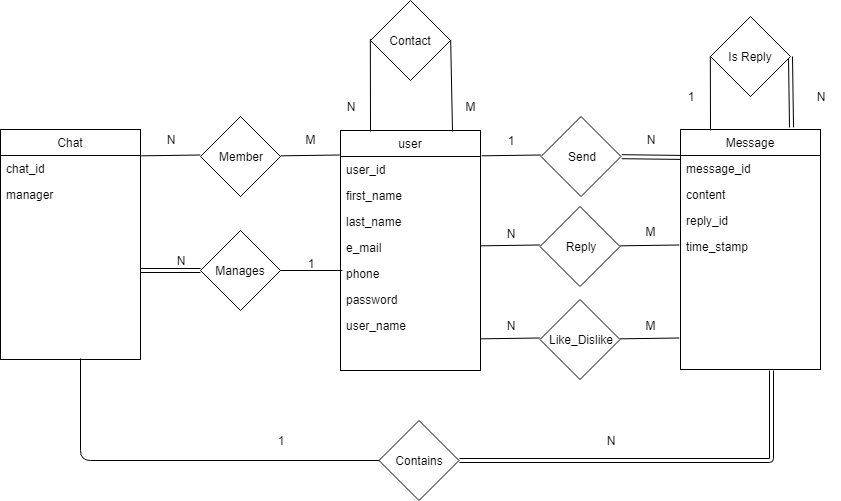 Contact
Is Reply
N
M
1
N
Chat
N
Member
M
user
1
Send
N
Message
chat_id
manager
user_id
first_name
last_name
e_mail
phone
password
user_name
message_id
content
reply_id
time_stamp
N
Manages
1
N
Reply
M
N
Like_Dislike
M
1
Contains
N